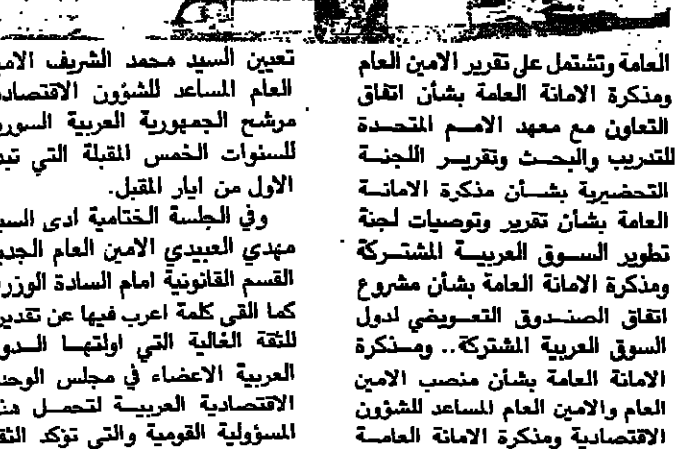 العامة وتشتمل على تقرير الامين العام
ومذكرة الامانة العامة بشأن اتفاق
التعاون مع معهد الامم المتحدة
للتدريب والبحث وتقرير اللجنة
التحضيرية بشأن مذكرة الامانة
العامة بشأن تقرير وتوصيات لجنة
تطوير السوق العربية المشتركة
ومذكرة الامانة العامة بشأن مشروع
اتفاق الصندوق التعويضي لدول
السوق العربية المشتركة.. ومذكرة
الامانة العامة بشأن منصب الامين
العام والامين العام المساعد للشؤون
الاقتصادية ومذكرة الامانة العامة
تعيين السيد محمد الشريف
العام المساعد للشؤون
مرشح الجمهورية العربية
للسنوات الخمس المقبلة التي
الاول من ايار المقبل.
وفي الجلسة الختامية ادى
مهدي العبيدي الامين العام
القسم القانونية امام السادة
كما القى كلمة اعرب فيها عن
للثقة الغالية التي اولتها
العربية الاعضاء في مجلس
الاقتصادية العربية لتحمل
المسؤولية القومية والتي تؤكد